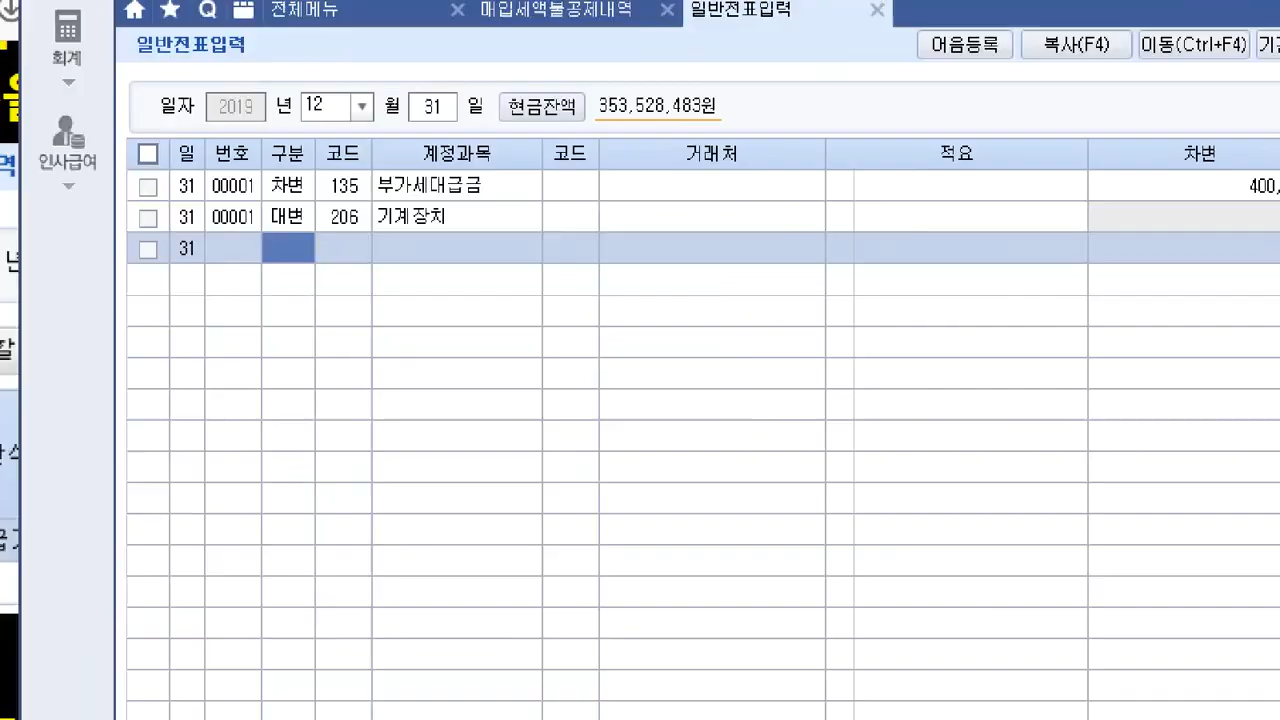 전체메뉴 매입세액불공제내역 일반전표입력
회계
인사급여
일반전표입력 어음등록 복사(F4) 이동(Ctrl+F4)
일자 2019 년 12 월 31 일 현금잔액 353,528,483원
일 번호 구분 코드 계정과목 코드 거래처 적요 차변
31 00001 차변 135 부가세대급금 400,
31 00001 대변 206 기계장치
31